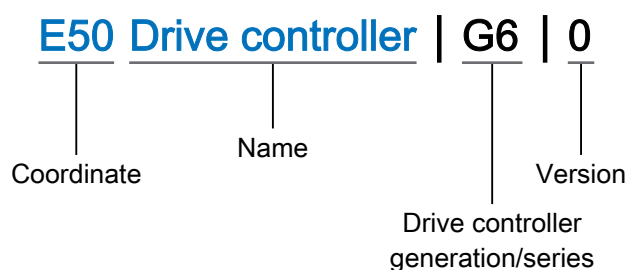 E50 Drive controller | G6 | 0
Name
Coordinate
Version
Drive controller
generation/series